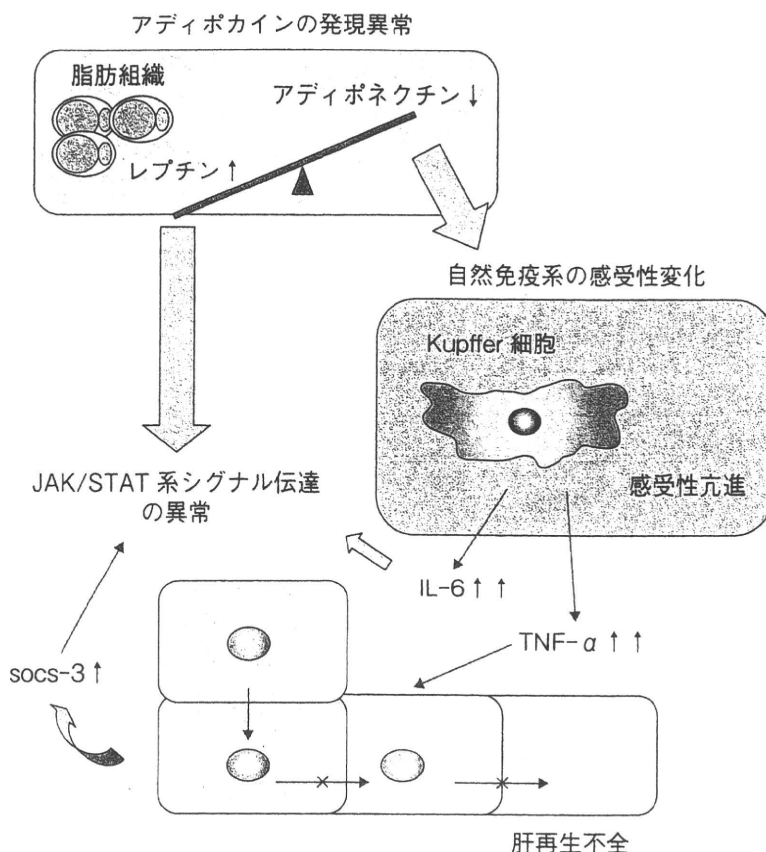 アディポカインの発現異常
脂肪組織
アディポネクチン↓
レプチン↑
自然免疫系の感受性変化
Kupffer 細胞
感受性亢進
JAK/STAT 系シグナル伝達
の異常
IL-6↑↑
TNF-α↑↑
socs-3↑
肝再生不全